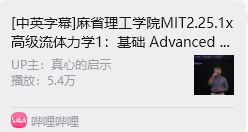 [中英字幕]麻省理工学院MIT2.25.1x
高级流体力学1：基础 Advanced ...
UP主：真心的启示
播放：5.4万
哔哩哔哩